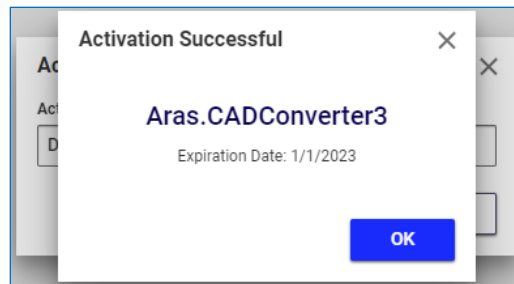 Activation Successful
Aras.CADConverter3
Expiration Date: 1/1/2023
OK